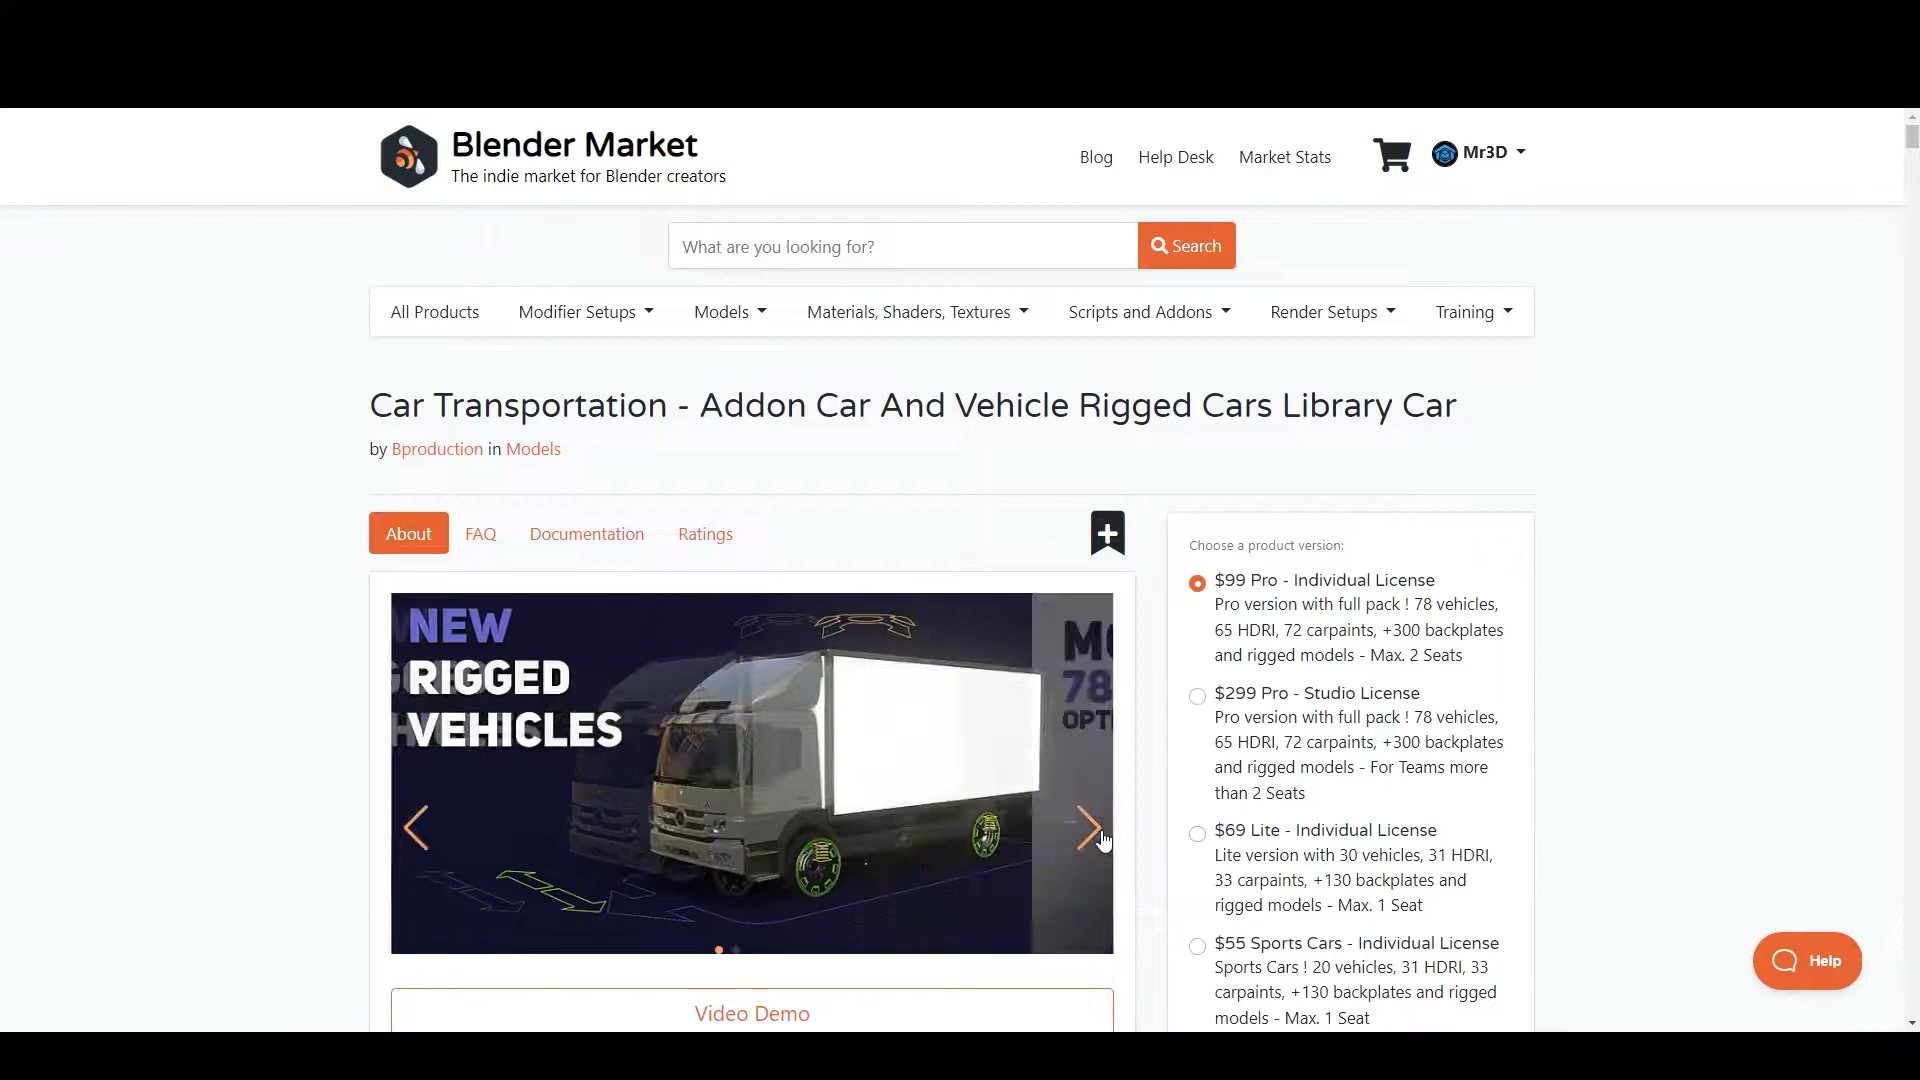 Blender Market
The indie market for Blender creators
Blog
Help Desk
Market Stats
Mr3D
What are you looking for?
Search
All Products
Modifier Setups
Models
Materials, Shaders, Textures
Scripts and Addons
Render Setups
Training
Car Transportation - Addon Car And Vehicle Rigged Cars Library Car
by Bproduction in Models
About
FAQ
Documentation
Ratings
NEW
RIGGED
VEHICLES
78
Video Demo
Choose a product version:
$99 Pro - Individual License
Pro version with full pack ! 78 vehicles,
65 HDRI, 72 carpaints, +300 backplates
and rigged models - Max. 2 Seats
$299 Pro - Studio License
Pro version with full pack ! 78 vehicles,
65 HDRI, 72 carpaints, +300 backplates
and rigged models - For Teams more
than 2 Seats
$69 Lite - Individual License
Lite version with 30 vehicles, 31 HDRI,
33 carpaints, +130 backplates and
rigged models - Max. 1 Seat
$55 Sports Cars - Individual License
Sports Cars ! 20 vehicles, 31 HDRI, 33
carpaints, +130 backplates and rigged
models - Max. 1 Seat
Help